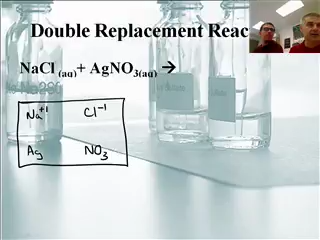 Double Replacement Reac
NaCl (aq) + AgNO3(aq) →
Na+1 Cl-1
Ag NO3